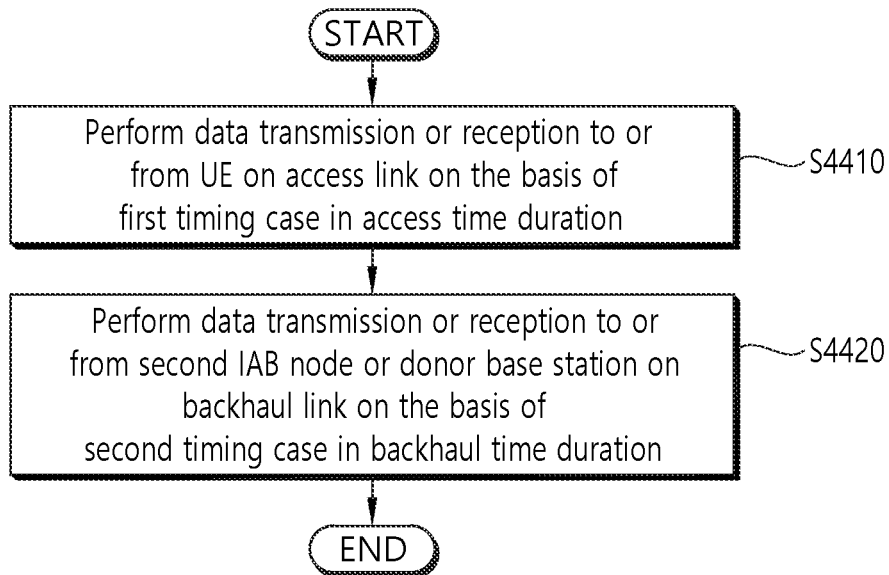 START
Perform data transmission or reception to or
from UE on access link on the basis of
first timing case in access time duration
S4410
Perform data transmission or reception to or
from second IAB node or donor base station on
backhaul link on the basis of
second timing case in backhaul time duration
S4420
END